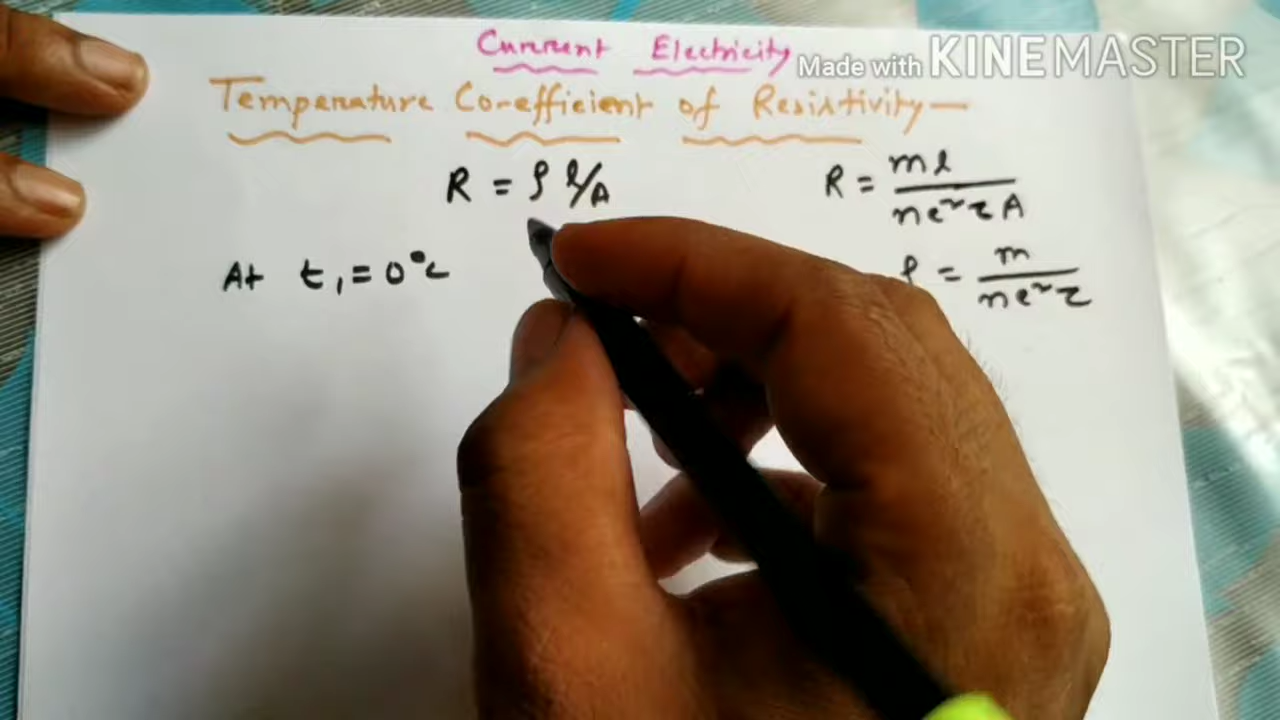 Current Electricity
Made with KINEMASTER
Temperature Co-efficient of Resistivity—
R = ρ l/A
R = ml / ne²τA
At t₁ = 0°C
ρ = m / ne²τ